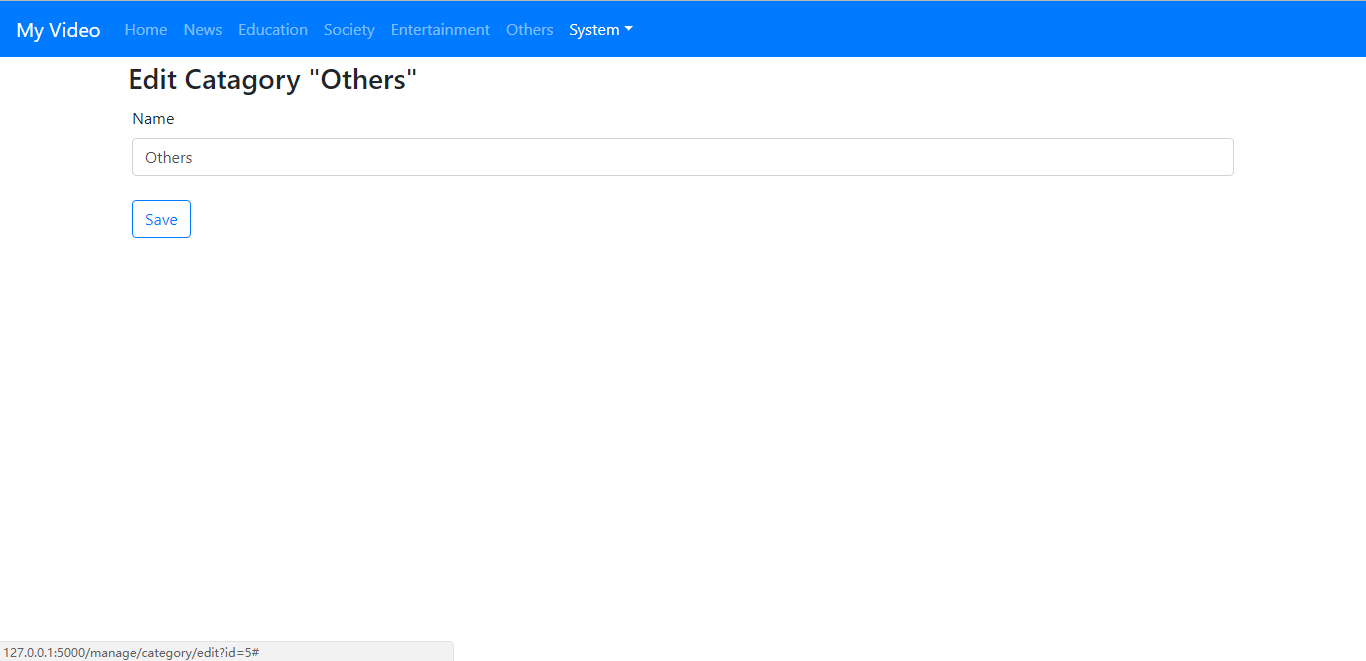 My Video Home News Education Society Entertainment Others System
Edit Catagory "Others"
Name
Others
Save
127.0.0.1:5000/manage/category/edit?id=5#